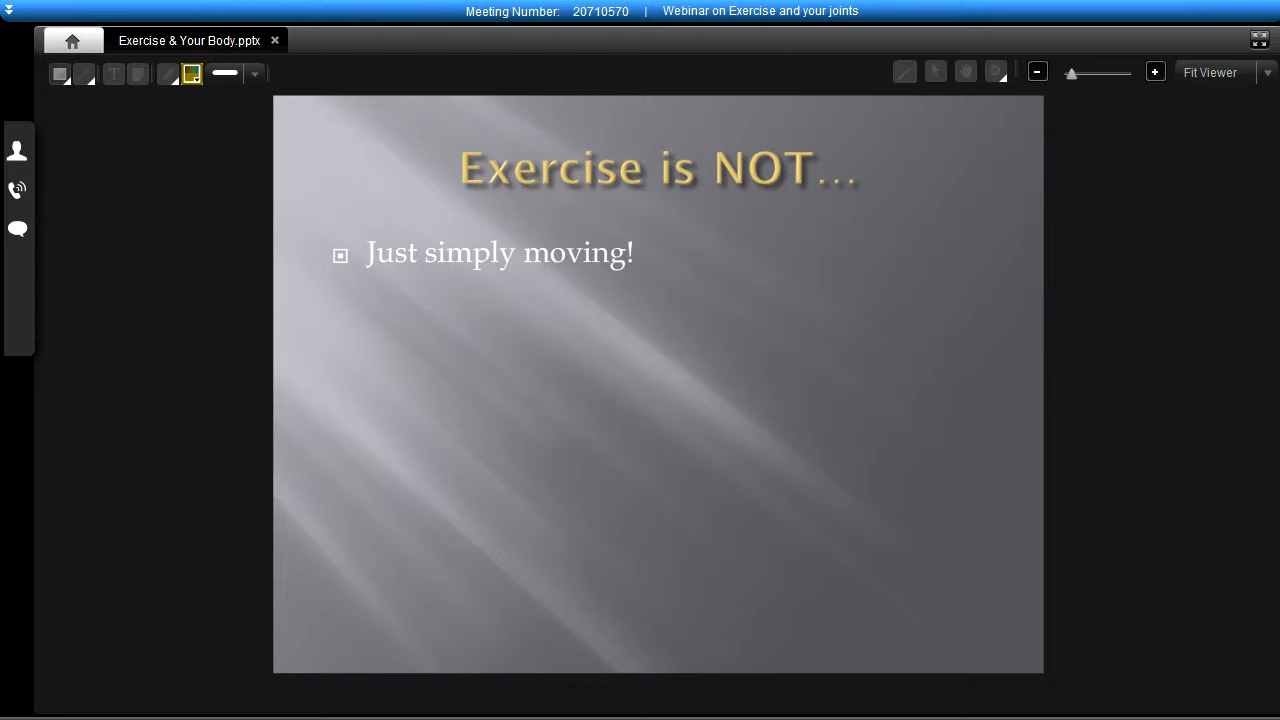 Meeting Number: 20710570 | Webinar on Exercise and your joints
Exercise & Your Body.pptx
T
Fit Viewer
Exercise is NOT...
Just simply moving!